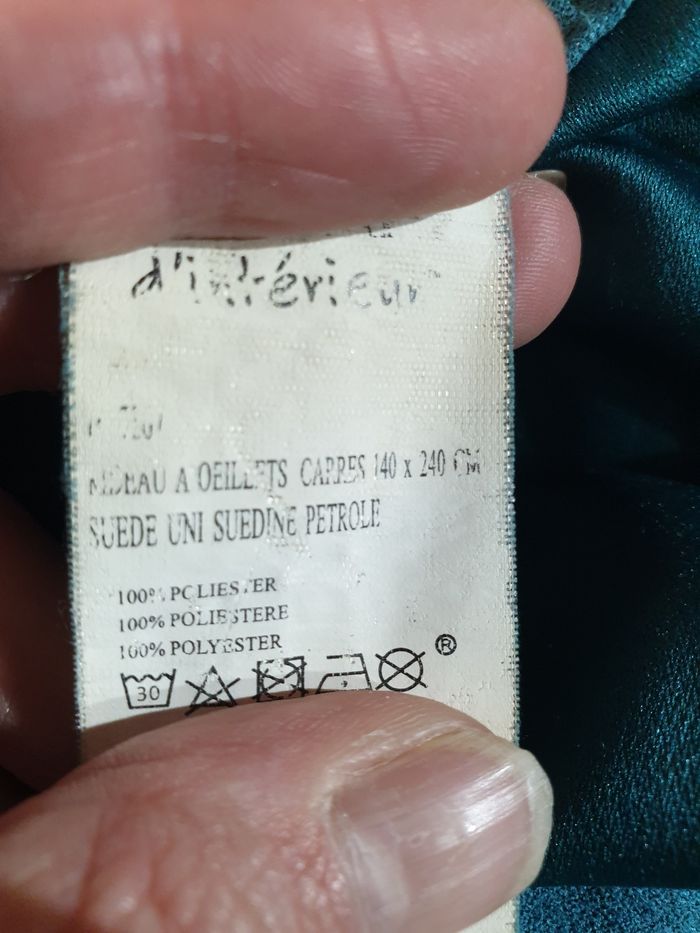 d'intérieur
RIDEAU A OEILLETS CARRES 140 x 240 CM
SUEDE UNI SUEDINE PETROLE
100% POLIESTER
100% POLIESTERE
100% POLYESTER
30
®